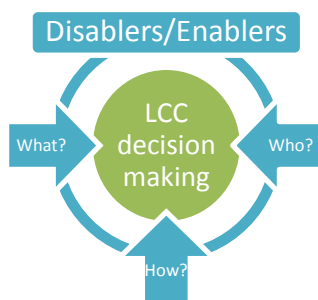 Disablers/Enablers
LCC
decision
making
What?
Who?
How?